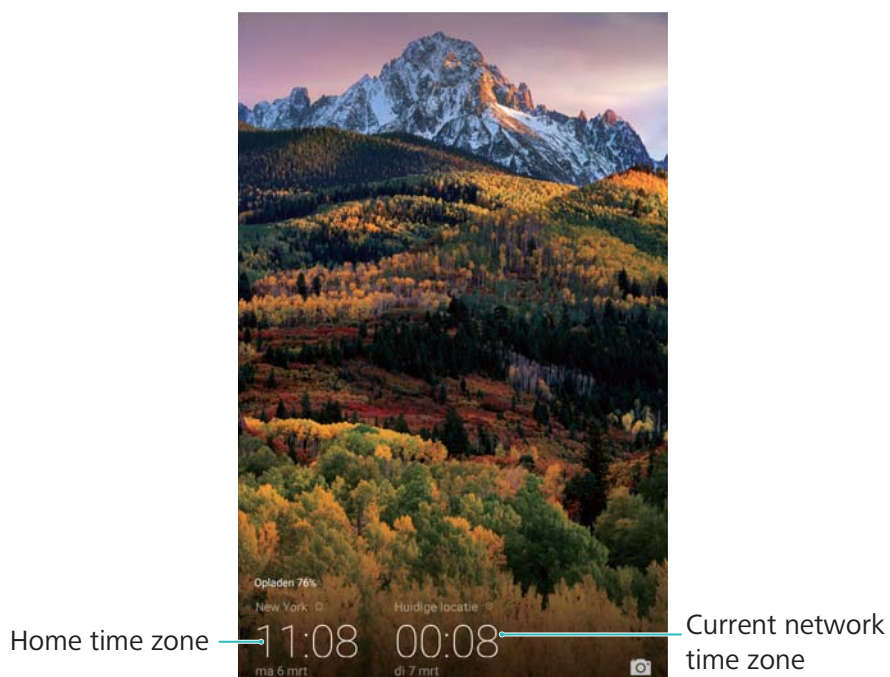 Opladen 76%
New York
Huidige locatie
11:08
00:08
ma 6 mrt
di 7 mrt
Home time zone
Current network
time zone